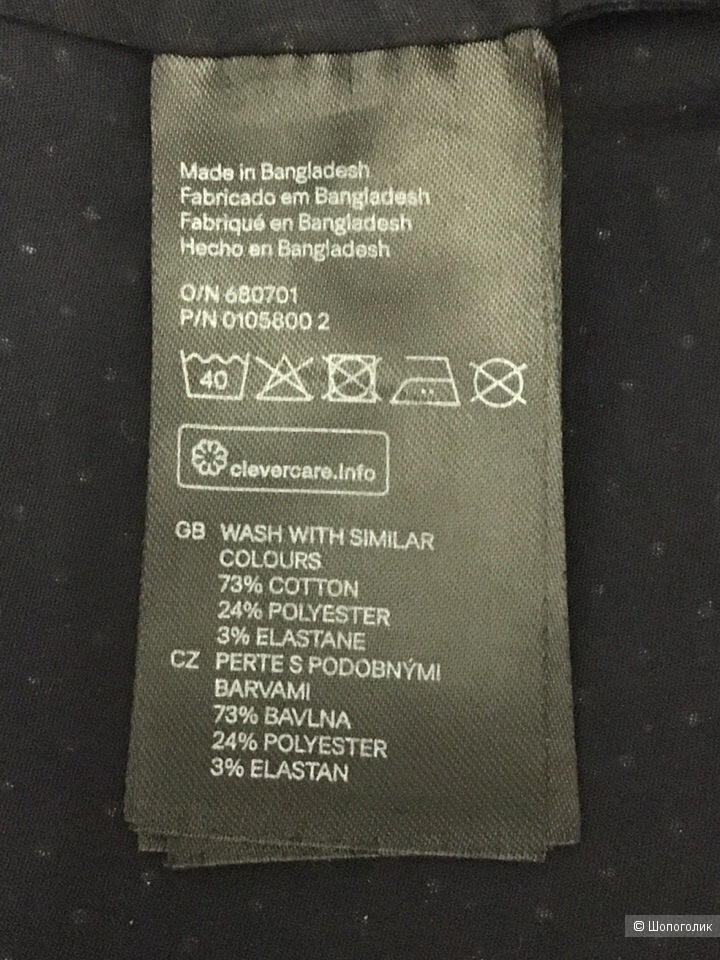 Made in Bangladesh
Fabricado em Bangladesh
Fabriqué en Bangladesh
Hecho en Bangladesh
O/N 680701
P/N 0105800 2
40
clevercare.info
GB WASH WITH SIMILAR
COLOURS
73% COTTON
24% POLYESTER
3% ELASTANE
CZ PERTE S PODOBNÝMI
BARVAMI
73% BAVLNA
24% POLYESTER
3% ELASTAN
© Шопоголик